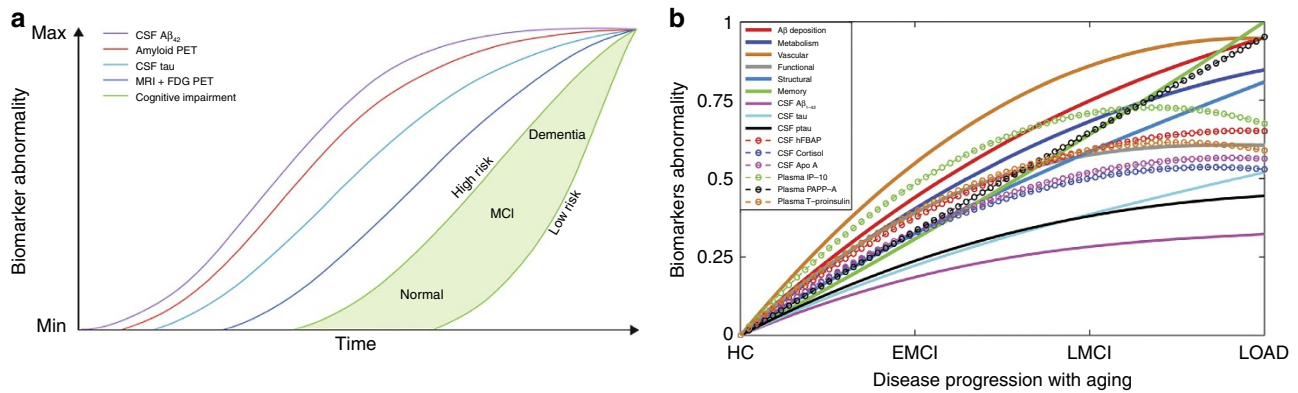 a
Max
CSF Aβ42
Amyloid PET
CSF tau
MRI + FDG PET
Cognitive impairment
Biomarker abnormality
High risk
Dementia
MCI
Low risk
Normal
Min
Time
b
1
0.75
0.5
0.25
0
Biomarkers abnormality
Aβ deposition
Metabolism
Vascular
Functional
Structural
Memory
CSF Aβ1–42
CSF tau
CSF ptau
CSF hFBAP
CSF Cortisol
CSF Apo A
Plasma IP–10
Plasma PAPP–A
Plasma T–proinsulin
HC
EMCI
LMCI
LOAD
Disease progression with aging